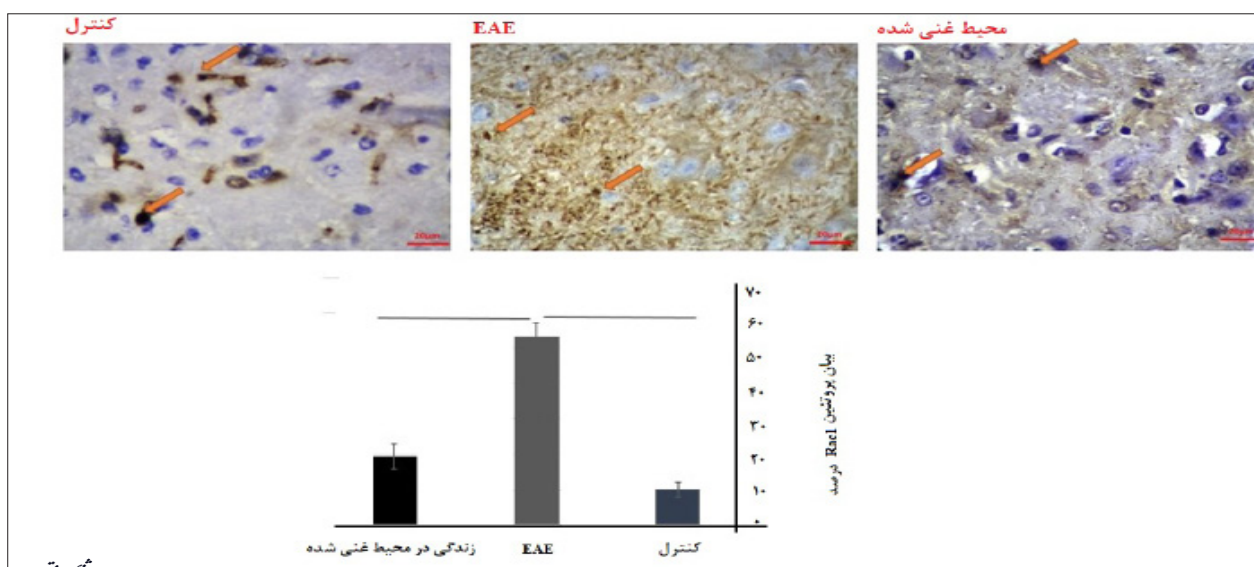 کنترل
EAE
محیط غنی شده
20µm
20µm
20µm
۷۰
۶۰
۵۰
۴۰
۳۰
۲۰
۱۰
۰
بیان پروتئین Rac1 درصد
کنترل
EAE
زندگی در محیط غنی شده